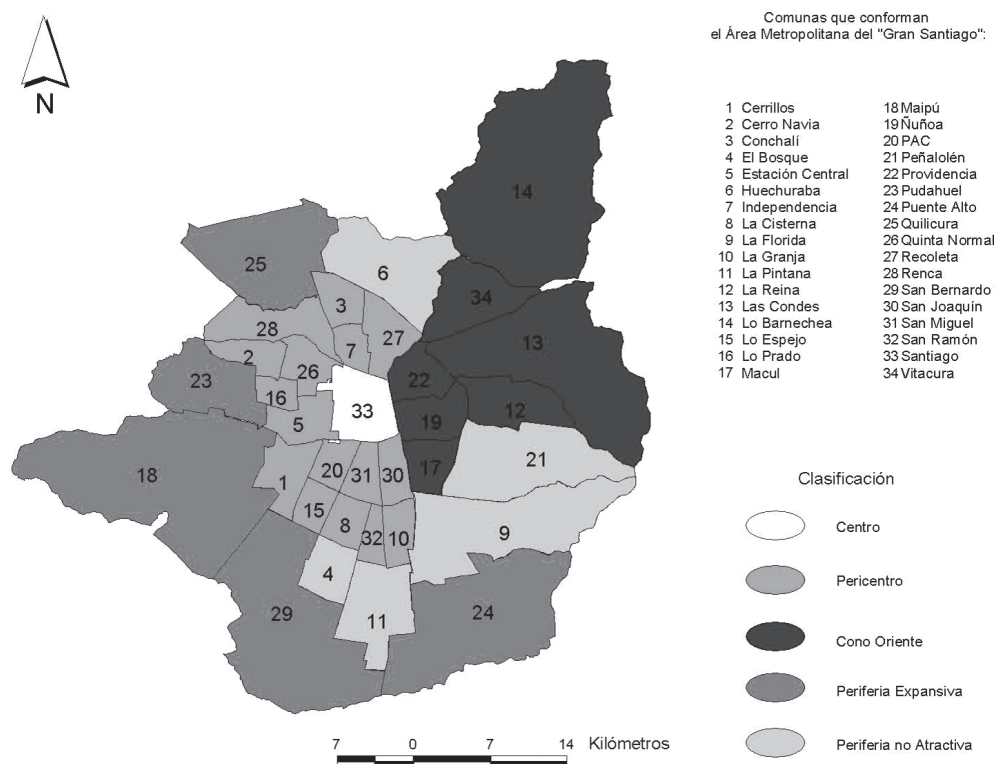 N
Comunas que conforman
el Área Metropolitana del "Gran Santiago":
1 Cerrillos
2 Cerro Navia
3 Conchalí
4 El Bosque
5 Estación Central
6 Huechuraba
7 Independencia
8 La Cisterna
9 La Florida
10 La Granja
11 La Pintana
12 La Reina
13 Las Condes
14 Lo Barnechea
15 Lo Espejo
16 Lo Prado
17 Macul
18 Maipú
19 Ñuñoa
20 PAC
21 Peñalolén
22 Providencia
23 Pudahuel
24 Puente Alto
25 Quilicura
26 Quinta Normal
27 Recoleta
28 Renca
29 San Bernardo
30 San Joaquín
31 San Miguel
32 San Ramón
33 Santiago
34 Vitacura
14
25
6
34
3
28
27
13
7
2
26
22
23
16
33
12
19
5
21
17
18
20
31
30
1
15
8
32
10
9
4
29
11
24
Clasificación
Centro
Pericentro
Cono Oriente
Periferia Expansiva
Periferia no Atractiva
7 0 7 14 Kilómetros